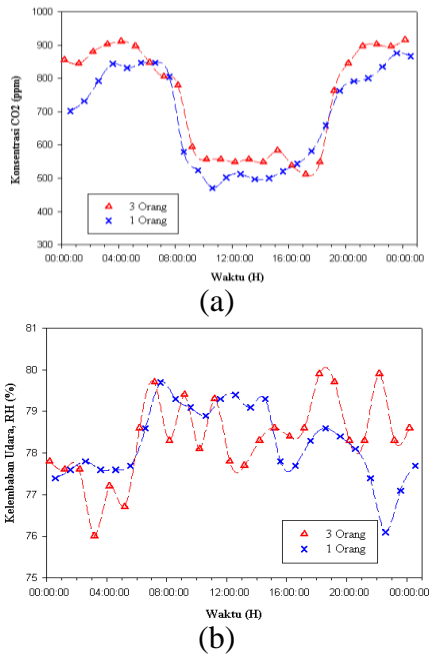 1000
900
800
700
600
500
400
300
Konsentrasi CO2 (ppm)
3 Orang
1 Orang
00:00:00 04:00:00 08:00:00 12:00:00 16:00:00 20:00:00 00:00:00
Waktu (H)
(a)
81
80
79
78
77
76
75
Kelembaban Udara, RH (%)
3 Orang
1 Orang
00:00:00 04:00:00 08:00:00 12:00:00 16:00:00 20:00:00 00:00:00
Waktu (H)
(b)